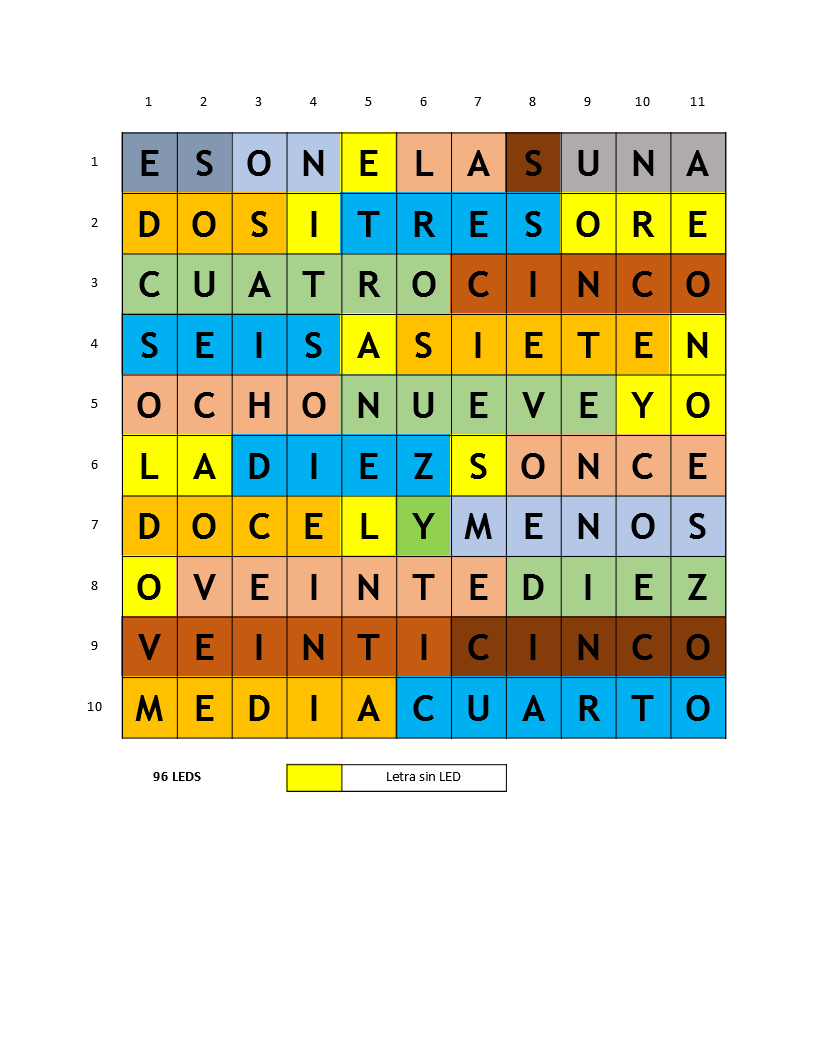 1 2 3 4 5 6 7 8 9 10 11
1 E S O N E L A S U N A
2 D O S I T R E S O R E
3 C U A T R O C I N C O
4 S E I S A S I E T E N
5 O C H O N U E V E Y O
6 L A D I E Z S O N C E
7 D O C E L Y M E N O S
8 O V E I N T E D I E Z
9 V E I N T I C I N C O
10 M E D I A C U A R T O
96 LEDS Letra sin LED